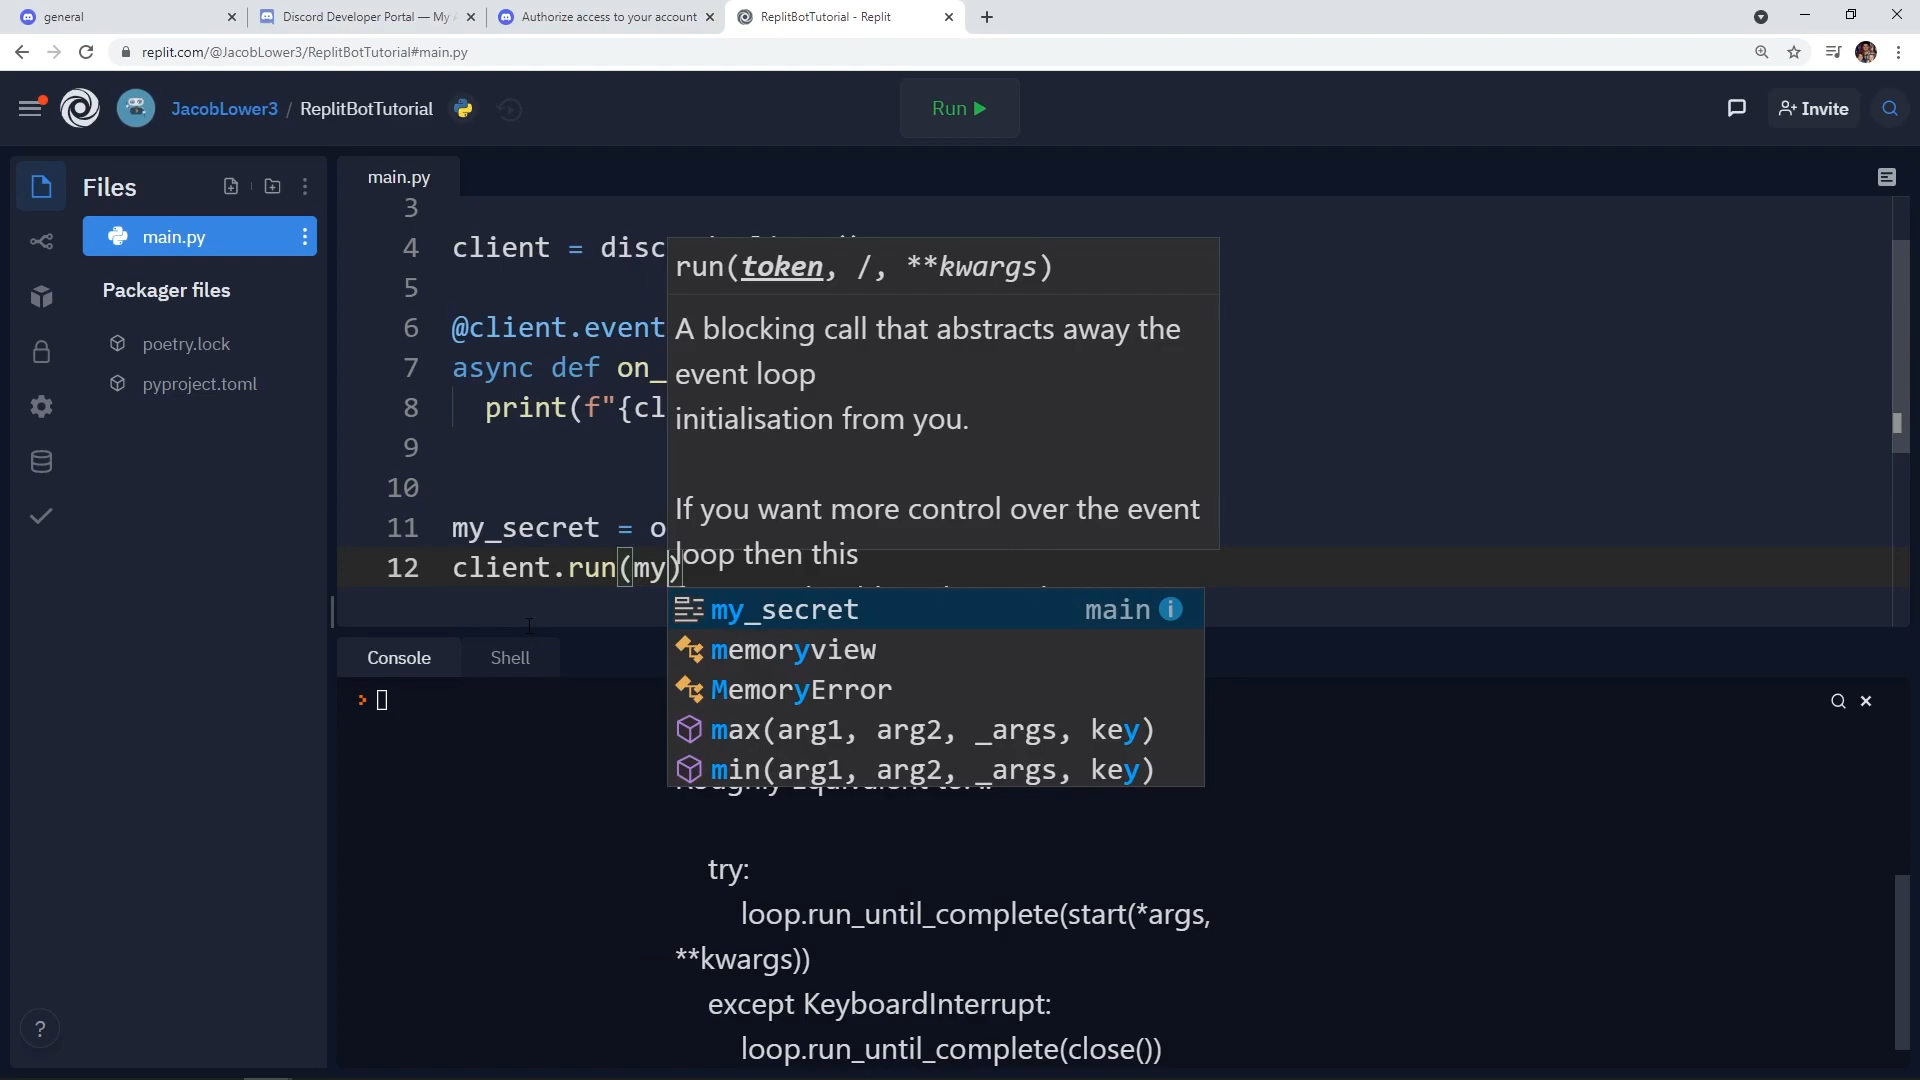 general
Discord Developer Portal — My
Authorize access to your account
ReplitBotTutorial - Replit
replit.com/@JacobLower3/ReplitBotTutorial#main.py
JacobLower3 / ReplitBotTutorial
Run
Invite
Files
main.py
Packager files
poetry.lock
pyproject.toml
main.py
3
4 client = disc
5
6 @client.event
7 async def on_
8 print(f"{cl
9
10
11 my_secret = o
12 client.run(my)
run(token, /, **kwargs)
A blocking call that abstracts away the
event loop
initialisation from you.
If you want more control over the event
loop then this
my_secret main
memoryview
MemoryError
max(arg1, arg2, _args, key)
min(arg1, arg2, _args, key)
Console
Shell
try:
loop.run_until_complete(start(*args,
**kwargs))
except KeyboardInterrupt:
loop.run_until_complete(close())
?